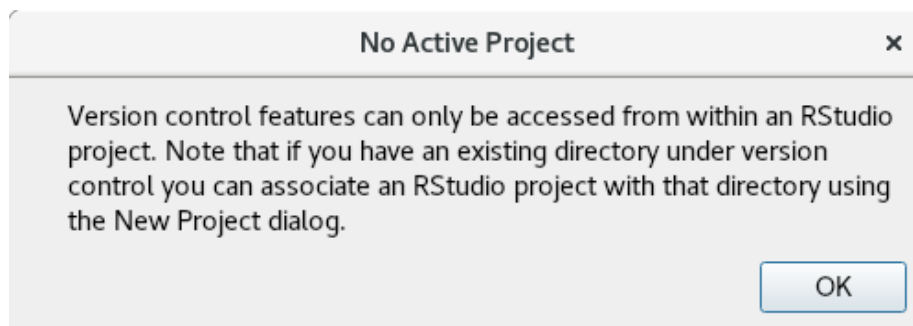 No Active Project
Version control features can only be accessed from within an RStudio
project. Note that if you have an existing directory under version
control you can associate an RStudio project with that directory using
the New Project dialog.
OK